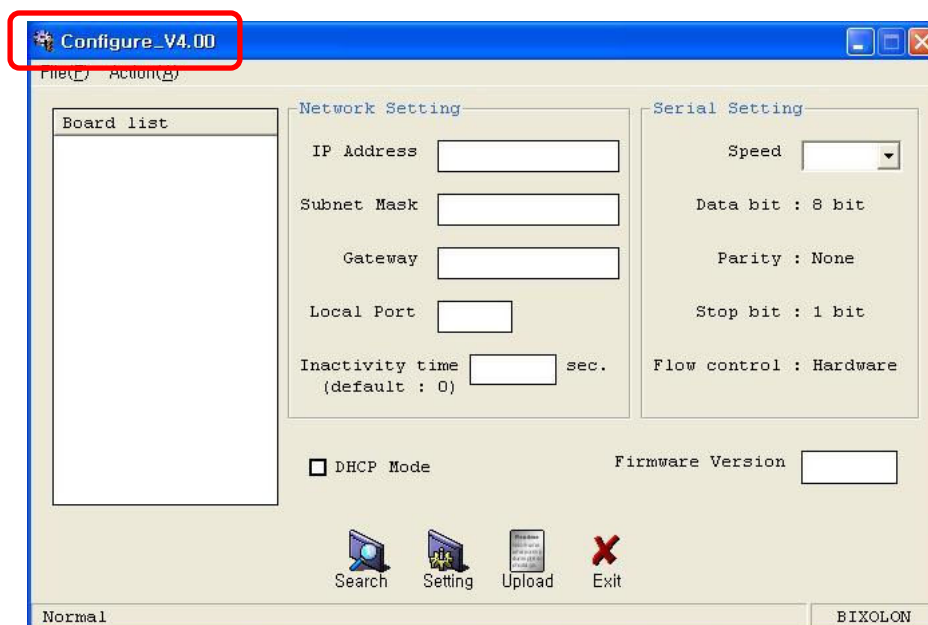 Configure_V4.00
File(F) Action(A)
Board list
Network Setting
IP Address
Subnet Mask
Gateway
Local Port
Inactivity time sec.
(default : 0)
Serial Setting
Speed
Data bit : 8 bit
Parity : None
Stop bit : 1 bit
Flow control : Hardware
DHCP Mode
Firmware Version
Search Setting Upload Exit
Normal BIXOLON